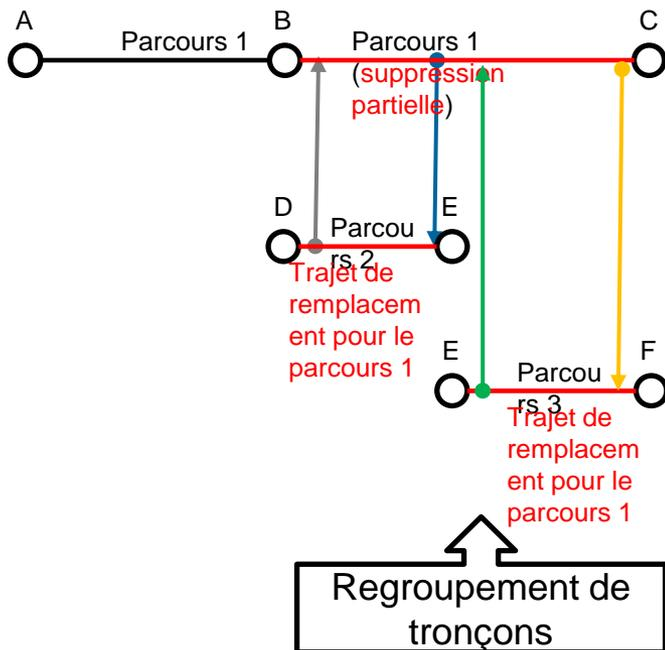 A
B
C
Parcours 1
Parcours 1
(suppression
partielle)
D
E
Parcou
rs 2
Trajet de
remplacem
ent pour le
parcours 1
E
F
Parcou
rs 3
Trajet de
remplacem
ent pour le
parcours 1
Regroupement de
tronçons